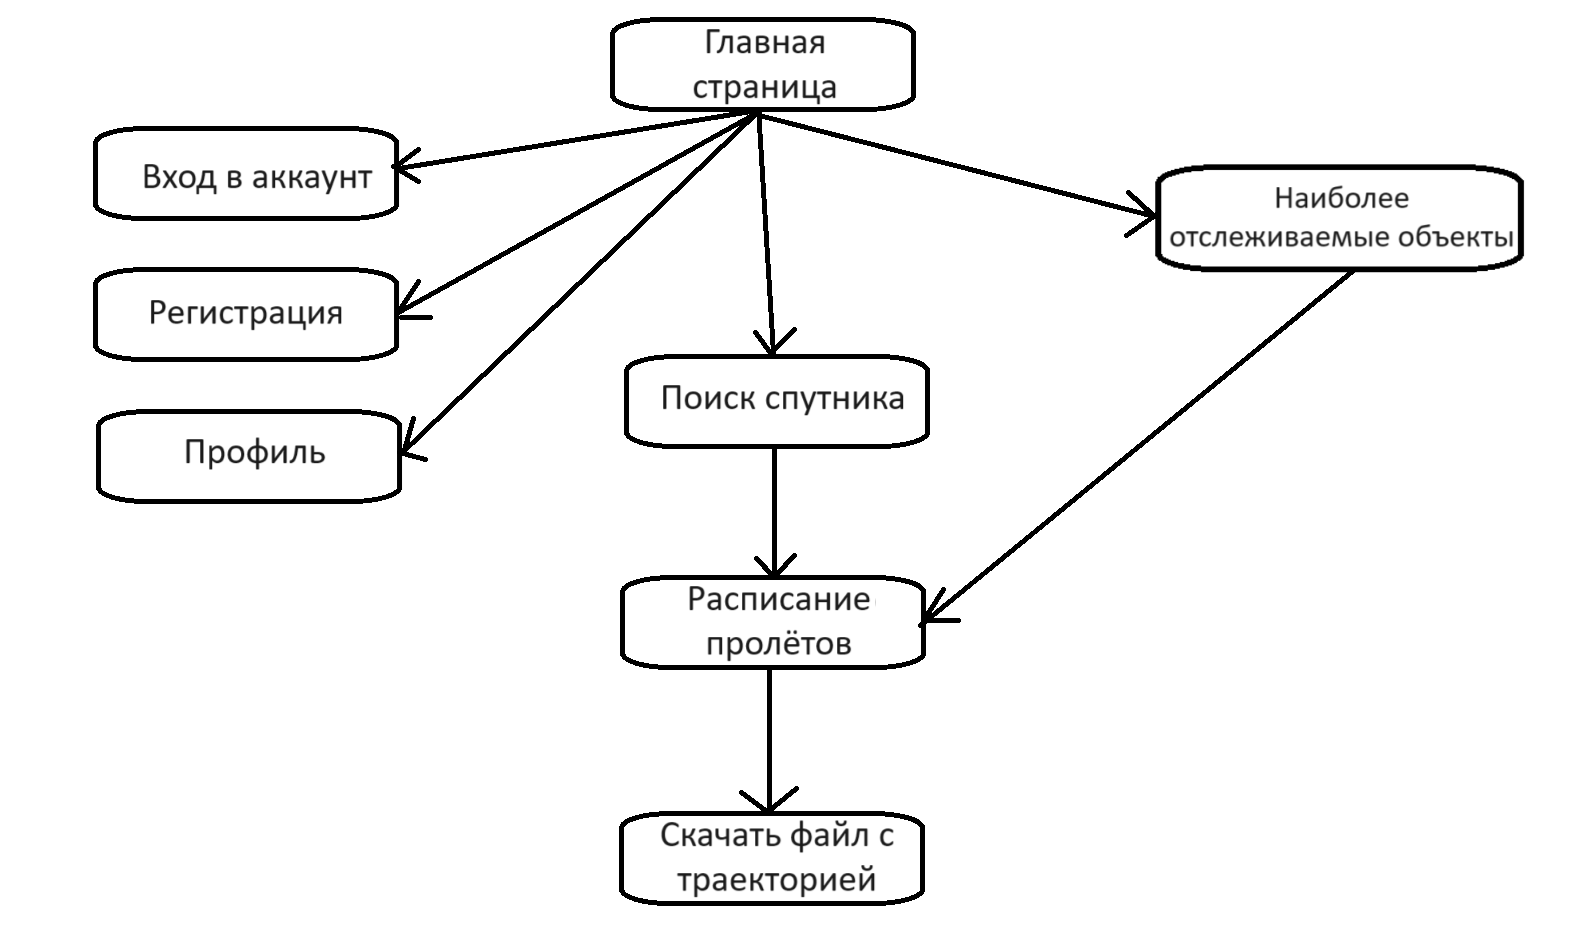 Главная
страница
Вход в аккаунт
Наиболее
отслеживаемые объекты
Регистрация
Поиск спутника
Профиль
Расписание
пролётов
Скачать файл с
траекторией